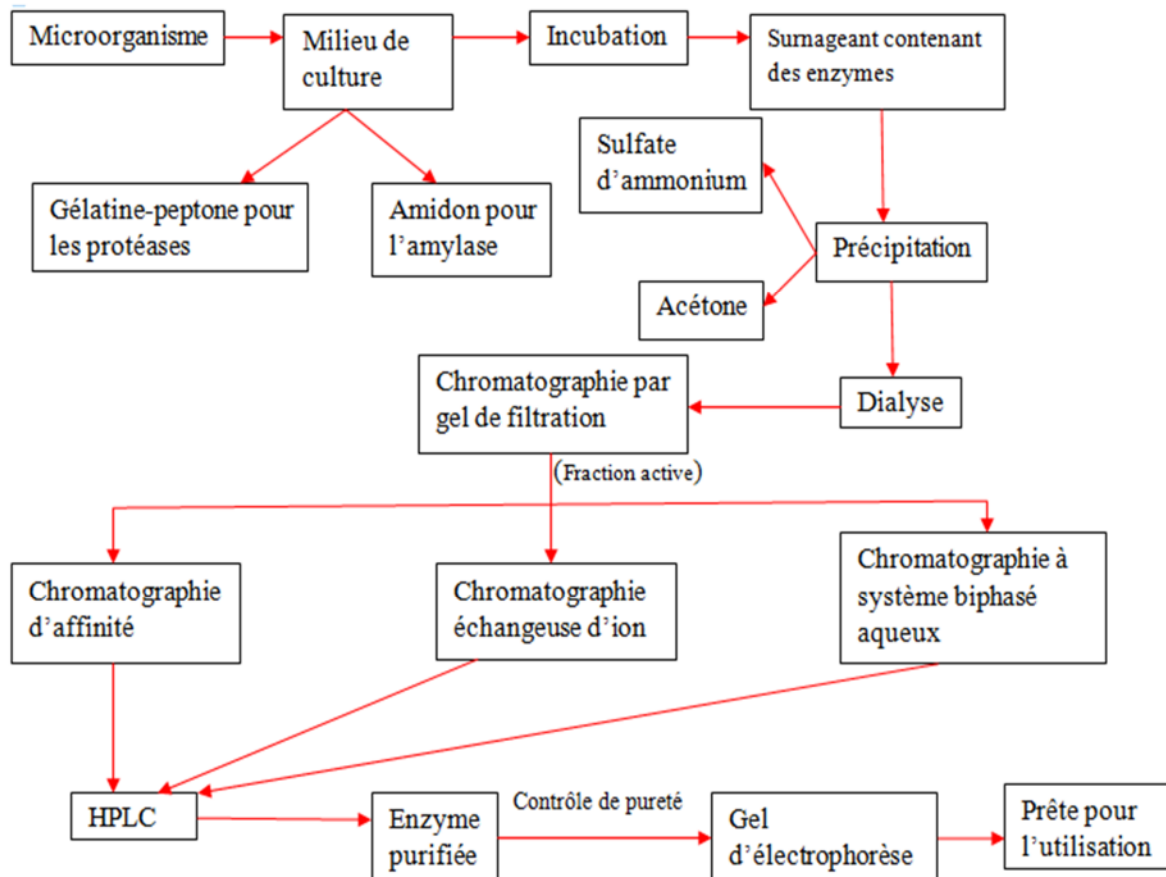 Microorganisme
Milieu de
culture
Incubation
Surnageant contenant
des enzymes
Sulfate
d’ammonium
Gélatine-peptone pour
les protéases
Amidon pour
l’amylase
Précipitation
Acétone
Chromatographie par
gel de filtration
Dialyse
(Fraction active)
Chromatographie
d’affinité
Chromatographie
échangeuse d’ion
Chromatographie à
système biphasé
aqueux
HPLC
Enzyme
purifiée
Contrôle de pureté
Gel
d’électrophorèse
Prête pour
l’utilisation